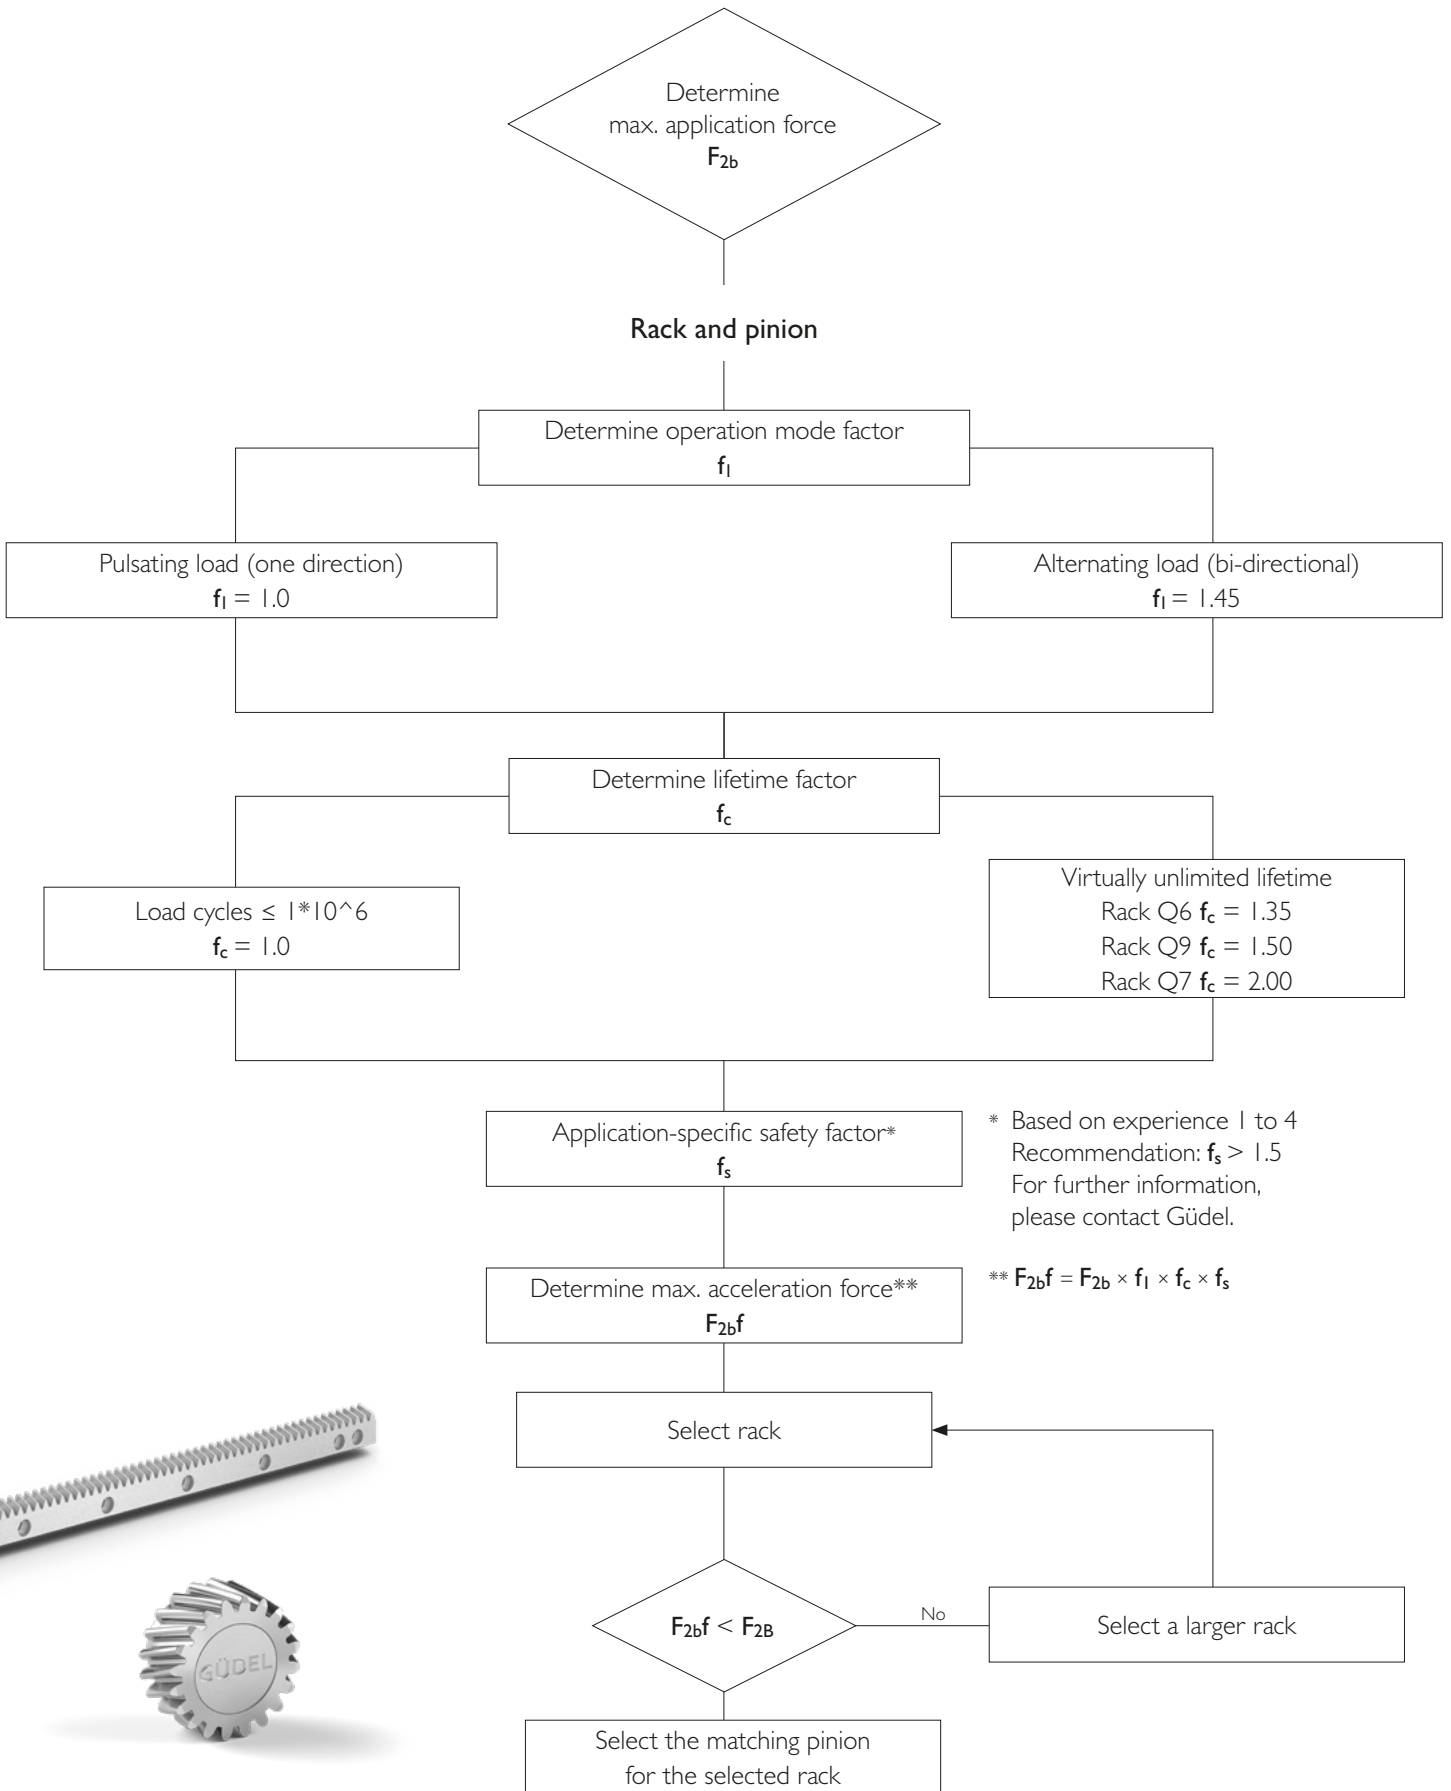 Determine
max. application force
F2b
Rack and pinion
Determine operation mode factor
f1
Pulsating load (one direction)
f1 = 1.0
Alternating load (bi-directional)
f1 = 1.45
Determine lifetime factor
fc
Load cycles ≤ 1*10^6
fc = 1.0
Virtually unlimited lifetime
Rack Q6 fc = 1.35
Rack Q9 fc = 1.50
Rack Q7 fc = 2.00
Application-specific safety factor*
fs
* Based on experience 1 to 4
Recommendation: fs > 1.5
For further information,
please contact Güdel.
Determine max. acceleration force**
F2bf
** F2bf = F2b × f1 × fc × fs
Select rack
F2bf < F2B
No
Select a larger rack
GÜDEL
Select the matching pinion
for the selected rack